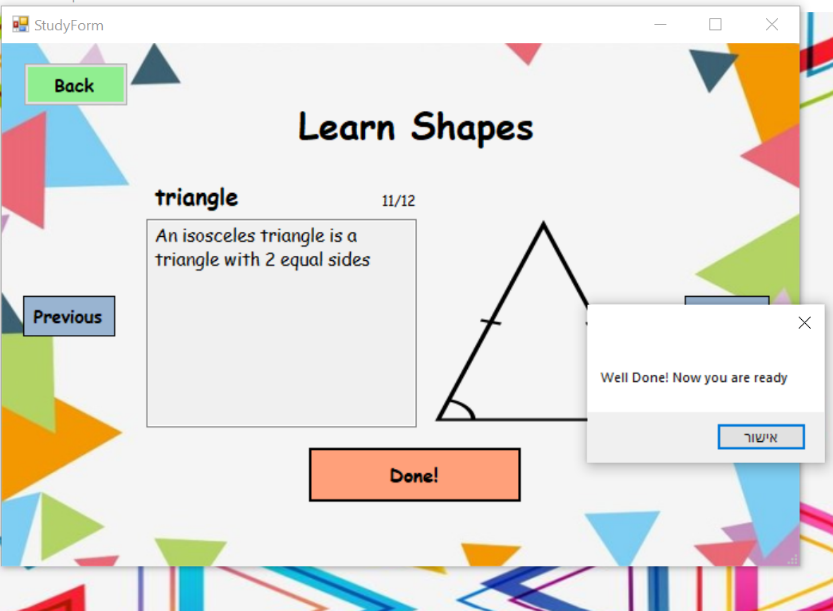 StudyForm
Back
Learn Shapes
triangle
11/12
An isosceles triangle is a
triangle with 2 equal sides
Previous
Well Done! Now you are ready
אישור
Done!